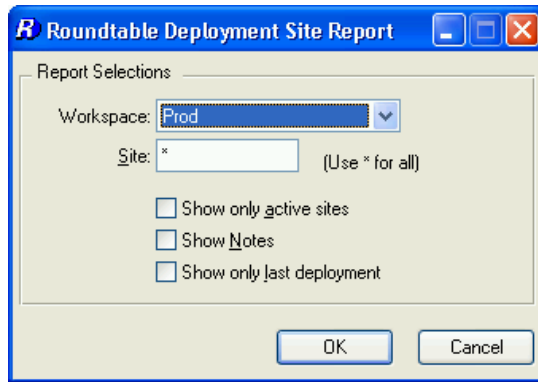 R Roundtable Deployment Site Report
Report Selections
Workspace: Prod
Site: * (Use * for all)
Show only active sites
Show Notes
Show only last deployment
OK Cancel